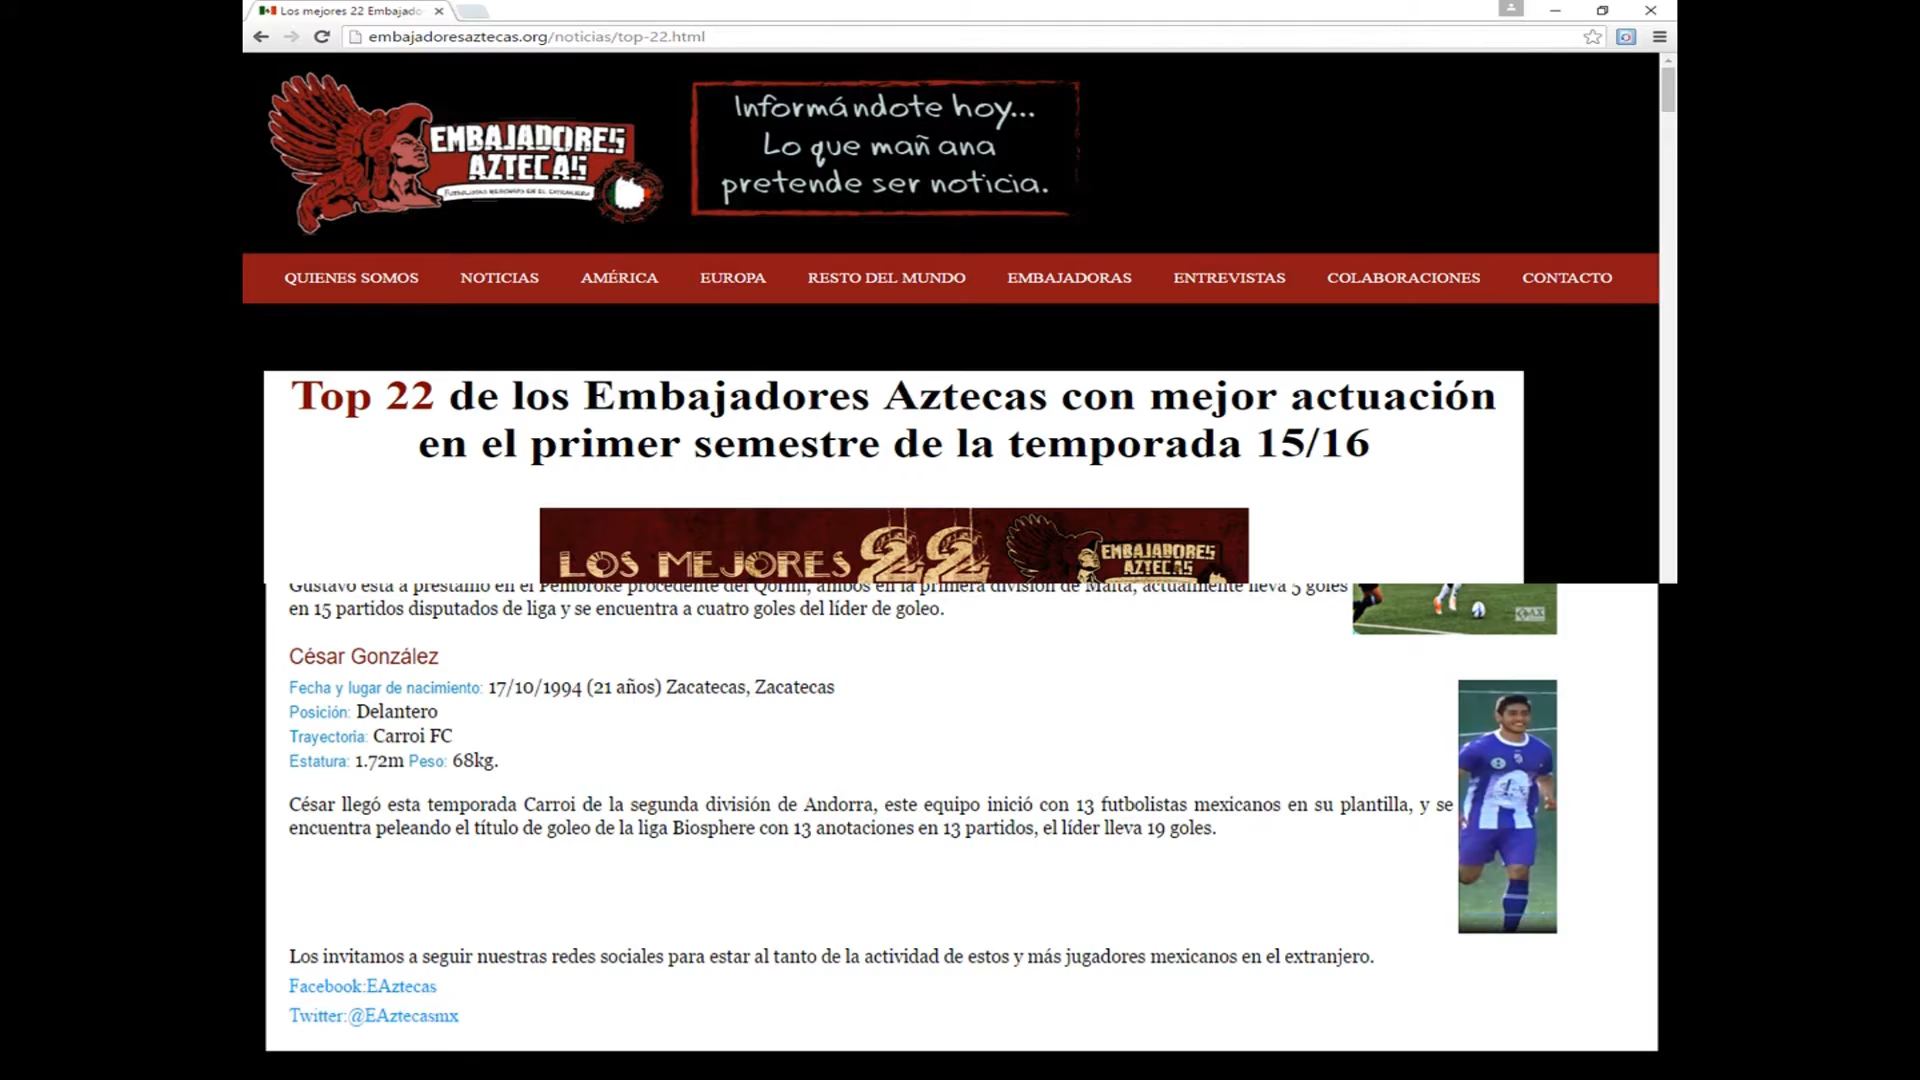 Los mejores 22 Embajado
embajadoresaztecas.org/noticias/top-22.html
EMBAJADORES
AZTECAS
FUTBOLISTAS MEXICANOS EN EL EXTRANJERO
Informándote hoy...
Lo que mañana
pretende ser noticia.
QUIENES SOMOS NOTICIAS AMÉRICA EUROPA RESTO DEL MUNDO EMBAJADORAS ENTREVISTAS COLABORACIONES CONTACTO
Top 22 de los Embajadores Aztecas con mejor actuación
en el primer semestre de la temporada 15/16
LOS MEJORES 22 EMBAJADORES
AZTECAS
Gustavo está a préstamo en el Pembroke procedente del Qormi, ambos en la primera división de Malta, actualmente lleva 5 goles
en 15 partidos disputados de liga y se encuentra a cuatro goles del líder de goleo.
César González
Fecha y lugar de nacimiento: 17/10/1994 (21 años) Zacatecas, Zacatecas
Posición: Delantero
Trayectoria: Carroi FC
Estatura: 1.72m Peso: 68kg.
César llegó esta temporada Carroi de la segunda división de Andorra, este equipo inició con 13 futbolistas mexicanos en su plantilla, y se
encuentra peleando el título de goleo de la liga Biosphere con 13 anotaciones en 13 partidos, el líder lleva 19 goles.
Los invitamos a seguir nuestras redes sociales para estar al tanto de la actividad de estos y más jugadores mexicanos en el extranjero.
Facebook:EAztecas
Twitter:@EAztecasmx